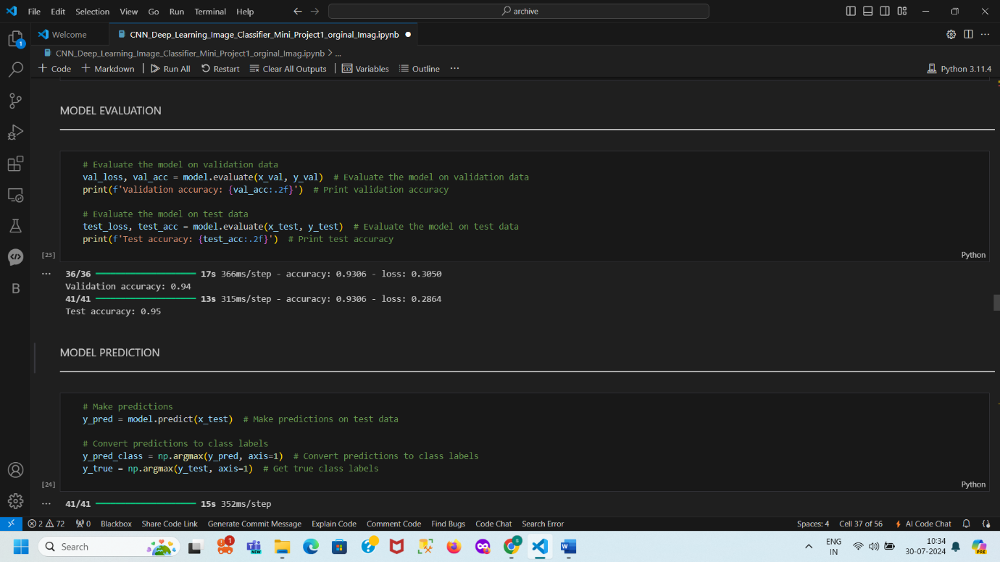 File Edit Selection View Go Run Terminal Help archive
Welcome CNN_Deep_Learning_Image_Classifier_Mini_Project1_orginal_Imag.ipynb
CNN_Deep_Learning_Image_Classifier_Mini_Project1_orginal_Imag.ipynb > ...
+ Code + Markdown | Run All Restart Clear All Outputs | Variables Outline ... Python 3.11.4
MODEL EVALUATION
# Evaluate the model on validation data
val_loss, val_acc = model.evaluate(x_val, y_val)  # Evaluate the model on validation data
print(f'Validation accuracy: {val_acc:.2f}')  # Print validation accuracy
# Evaluate the model on test data
test_loss, test_acc = model.evaluate(x_test, y_test)  # Evaluate the model on test data
print(f'Test accuracy: {test_acc:.2f}')  # Print test accuracy
[23] Python
36/36 17s 366ms/step - accuracy: 0.9306 - loss: 0.3050
Validation accuracy: 0.94
41/41 13s 315ms/step - accuracy: 0.9306 - loss: 0.2864
Test accuracy: 0.95
MODEL PREDICTION
# Make predictions
y_pred = model.predict(x_test)  # Make predictions on test data
# Convert predictions to class labels
y_pred_class = np.argmax(y_pred, axis=1)  # Convert predictions to class labels
y_true = np.argmax(y_test, axis=1)  # Get true class labels
[24] Python
41/41 15s 352ms/step
2 72 0 Blackbox Share Code Link Generate Commit Message Explain Code Comment Code Find Bugs Code Chat Search Error Spaces: 4 Cell 37 of 56 AI Code Chat
Search ENG 10:34
IN 30-07-2024
1
B
1
NEW
S
PRE